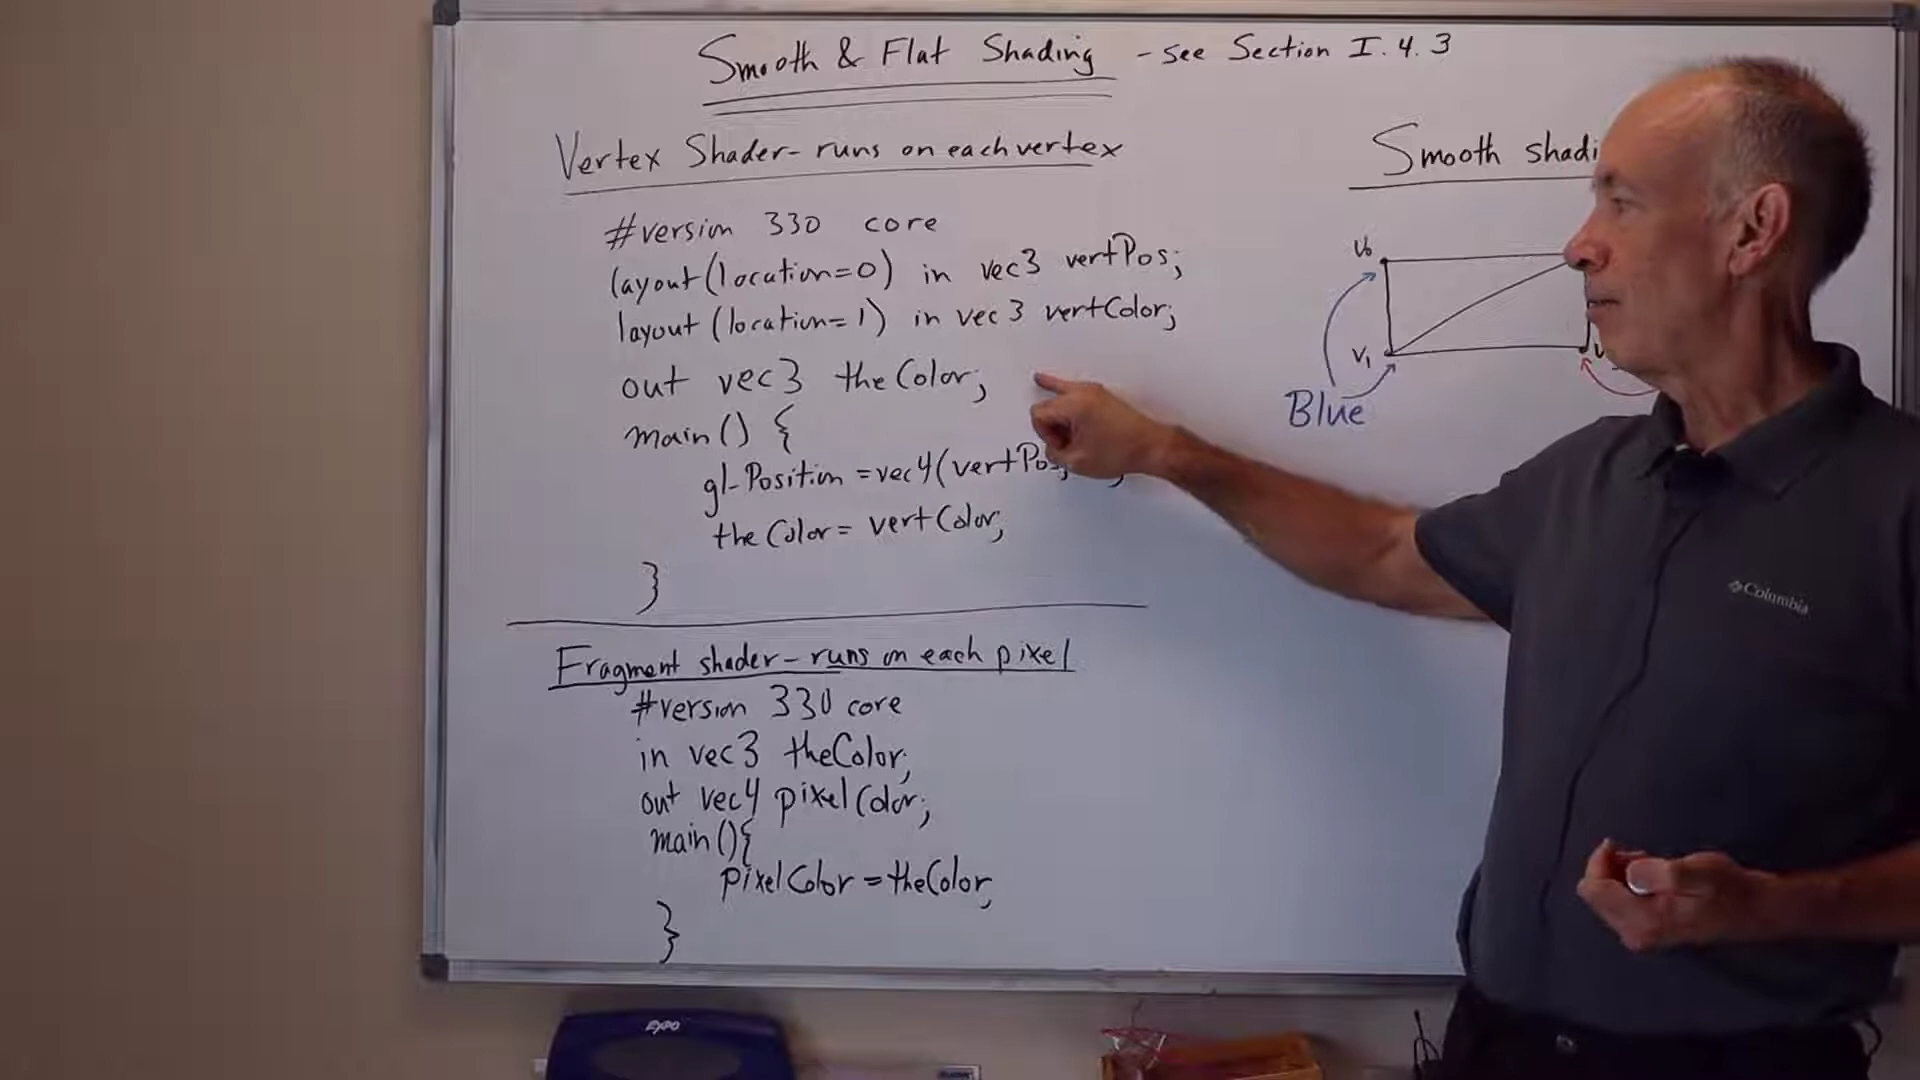 Smooth & Flat Shading - see Section I.4.3
Vertex Shader - runs on each vertex
#version 330 core
layout(location=0) in vec3 vertPos;
layout(location=1) in vec3 vertColor;
out vec3 theColor;
main() {
gl-Position = vec4(vertPos,
theColor = vertColor;
}
Fragment shader - runs on each pixel
#version 330 core
in vec3 theColor;
out vec4 pixelColor;
main(){
pixelColor = theColor;
}
Smooth shadi
V0
V1
Blue
Columbia
EXPO